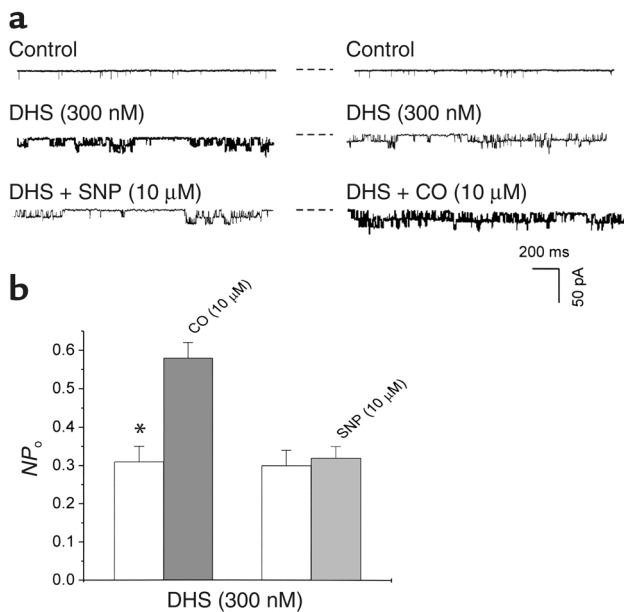 a
Control
Control
DHS (300 nM)
DHS (300 nM)
DHS + SNP (10 μM)
DHS + CO (10 μM)
200 ms
50 pA
b
CO (10 μM)
SNP (10 μM)
*
NPo
0.6
0.5
0.4
0.3
0.2
0.1
0.0
DHS (300 nM)